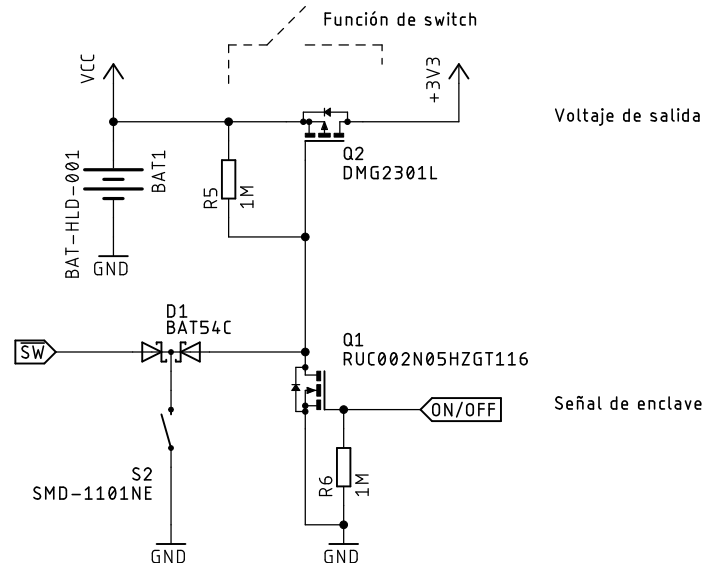 Función de switch
VCC
+3V3
Voltaje de salida
BAT-HLD-001
BAT1
R5
1M
Q2
DMG2301L
GND
D1
BAT54C
SW
Q1
RUC002N05HZGT116
ON/OFF
Señal de enclave
S2
SMD-1101NE
R6
1M
GND
GND